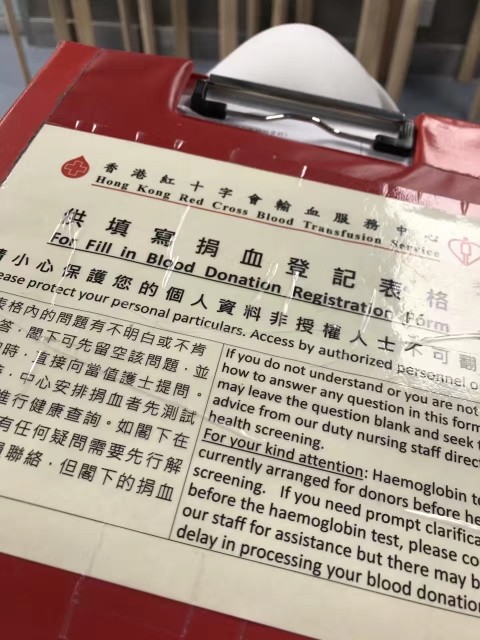 香港紅十字會輸血服務中心
Hong Kong Red Cross Blood Transfusion Service
供填寫捐血登記表格
For Fill in Blood Donation Registration Form
小心保護您的個人資料非授權人士不可翻
ease protect your personal particulars. Access by authorized personnel o
表格內的問題有不明白或不肯
答，閣下可先留空該問題，並
時，直接向當值護士提問。
，中心安排捐血者先測試
進行健康查詢。如閣下在
有任何疑問需要先行解
聯絡，但閣下的捐血
If you do not understand or you are not
how to answer any question in this form
may leave the question blank and seek
advice from our duty nursing staff direc
health screening.
For your kind attention: Haemoglobin te
currently arranged for donors before he
screening. If you need prompt clarifica
before the haemoglobin test, please co
our staff for assistance but there may b
delay in processing your blood donatio